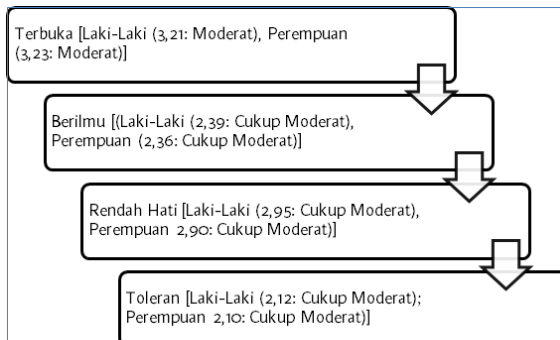 Terbuka [Laki-Laki (3,21: Moderat), Perempuan
(3,23: Moderat)]
Berilmu [(Laki-Laki (2,39: Cukup Moderat),
Perempuan (2,36: Cukup Moderat)]
Rendah Hati [Laki-Laki (2,95: Cukup Moderat),
Perempuan 2,90: Cukup Moderat)]
Toleran [Laki-Laki (2,12: Cukup Moderat);
Perempuan 2,10: Cukup Moderat)]